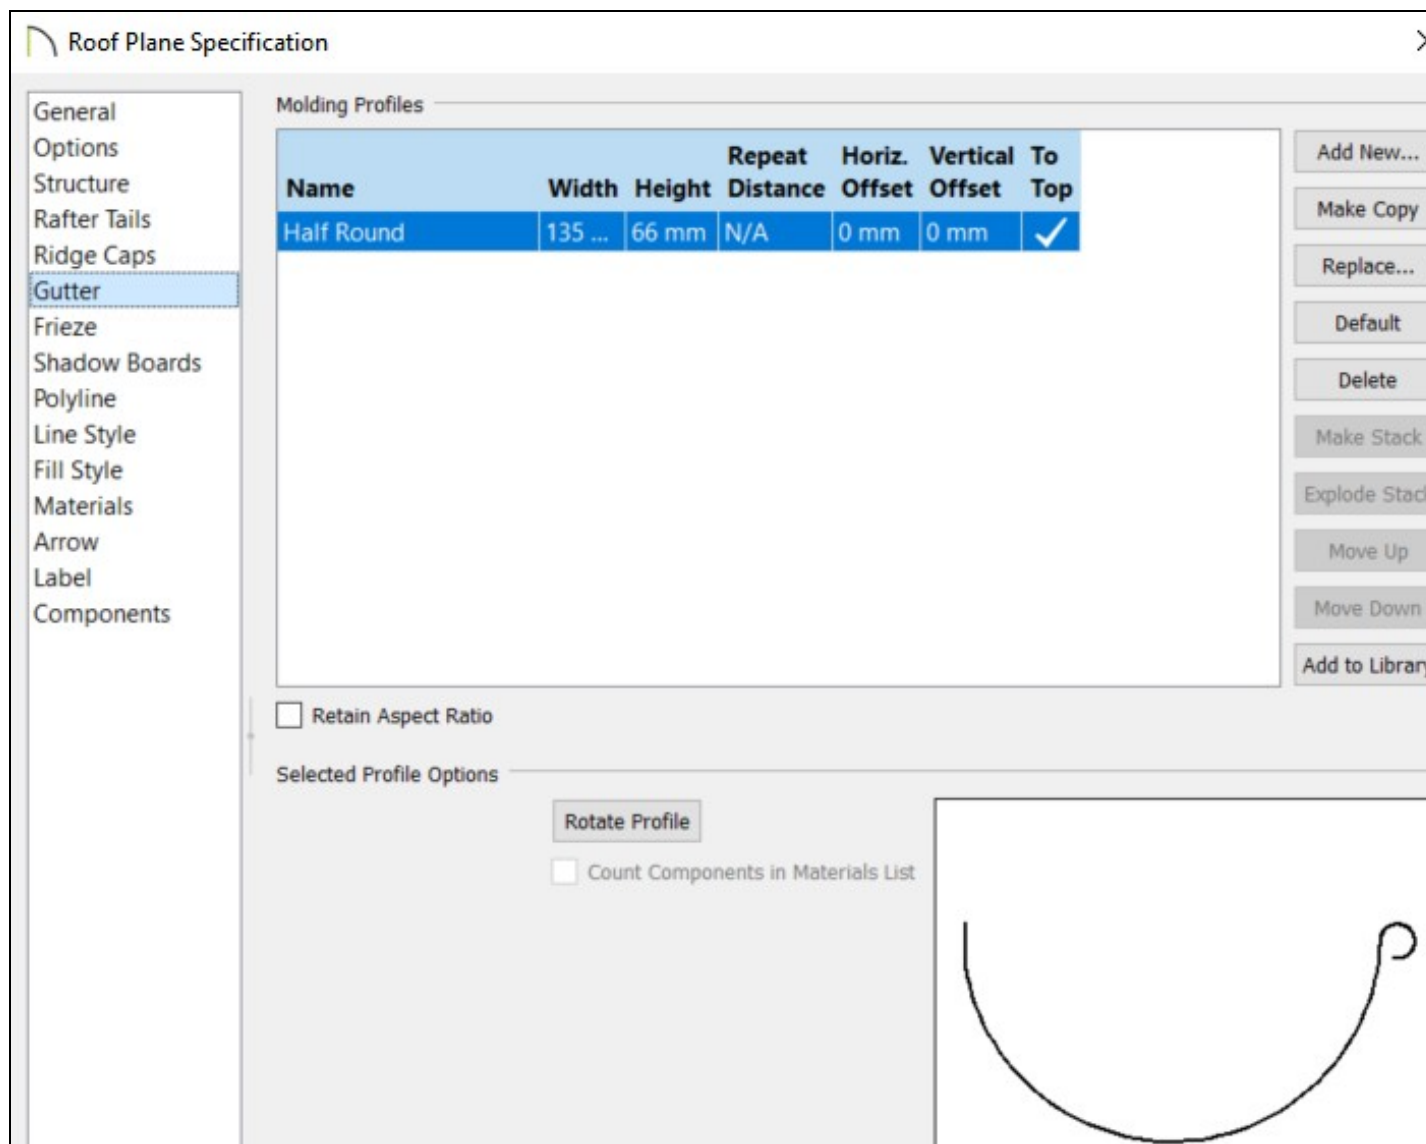 Roof Plane Specification
General
Options
Structure
Rafter Tails
Ridge Caps
Gutter
Frieze
Shadow Boards
Polyline
Line Style
Fill Style
Materials
Arrow
Label
Components
Molding Profiles
Name Width Height Repeat Distance Horiz. Offset Vertical Offset To Top
Half Round 135 ... 66 mm N/A 0 mm 0 mm
Add New...
Make Copy
Replace...
Default
Delete
Make Stack
Explode Stack
Move Up
Move Down
Add to Library
Retain Aspect Ratio
Selected Profile Options
Rotate Profile
Count Components in Materials List